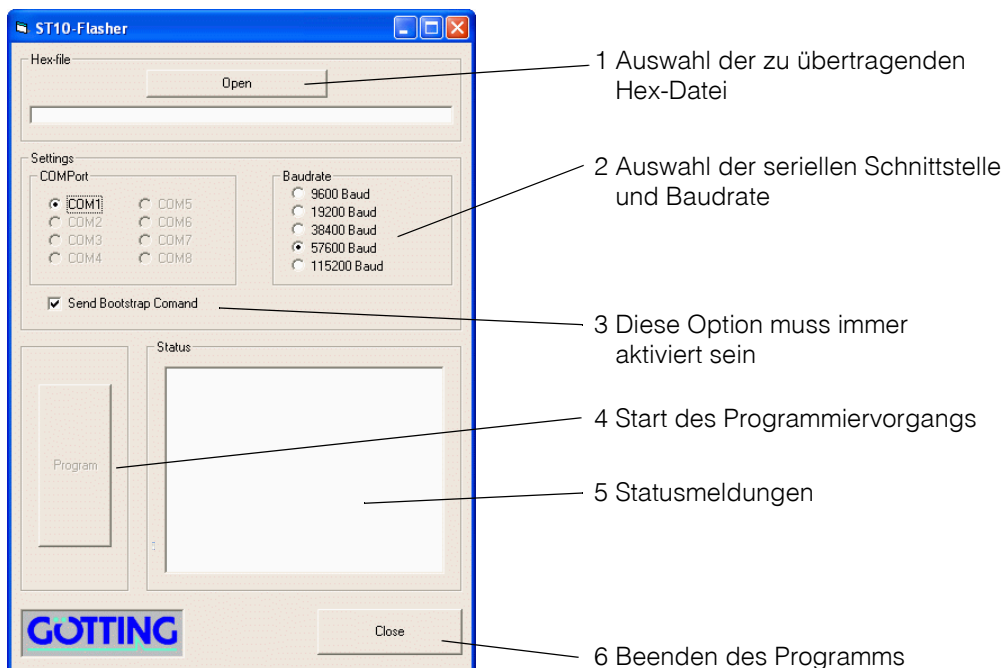 ST10-Flasher
Hex-file
Open
1 Auswahl der zu übertragenden
Hex-Datei
Settings
COMPort
COM1
COM2
COM3
COM4
COM5
COM6
COM7
COM8
Baudrate
9600 Baud
19200 Baud
38400 Baud
57600 Baud
115200 Baud
2 Auswahl der seriellen Schnittstelle
und Baudrate
Send Bootstrap Comand
3 Diese Option muss immer
aktiviert sein
Program
4 Start des Programmiervorgangs
Status
5 Statusmeldungen
GÖTTING
Close
6 Beenden des Programms